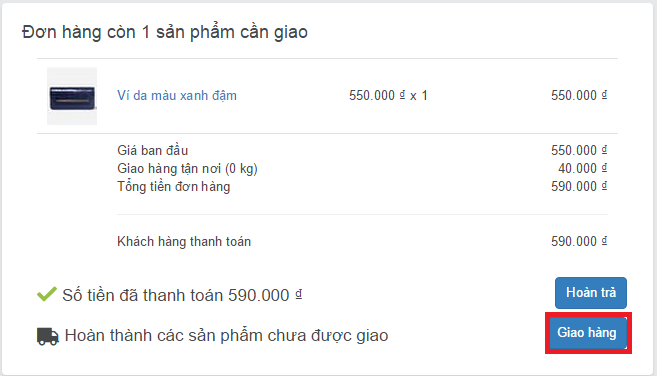 Đơn hàng còn 1 sản phẩm cần giao
Ví da màu xanh đậm 550.000 ₫ x 1 550.000 ₫
Giá ban đầu 550.000 ₫
Giao hàng tận nơi (0 kg) 40.000 ₫
Tổng tiền đơn hàng 590.000 ₫
Khách hàng thanh toán 590.000 ₫
Số tiền đã thanh toán 590.000 ₫ Hoàn trả
Hoàn thành các sản phẩm chưa được giao Giao hàng